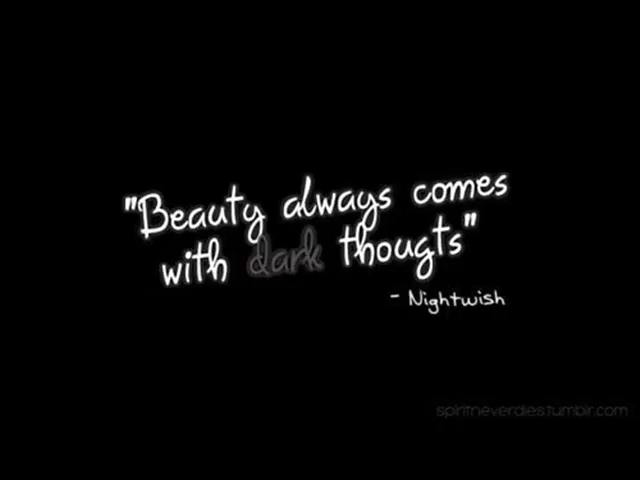 "Beauty always comes
with dark thougts"
- Nightwish
spiritneverdies.tumblr.com